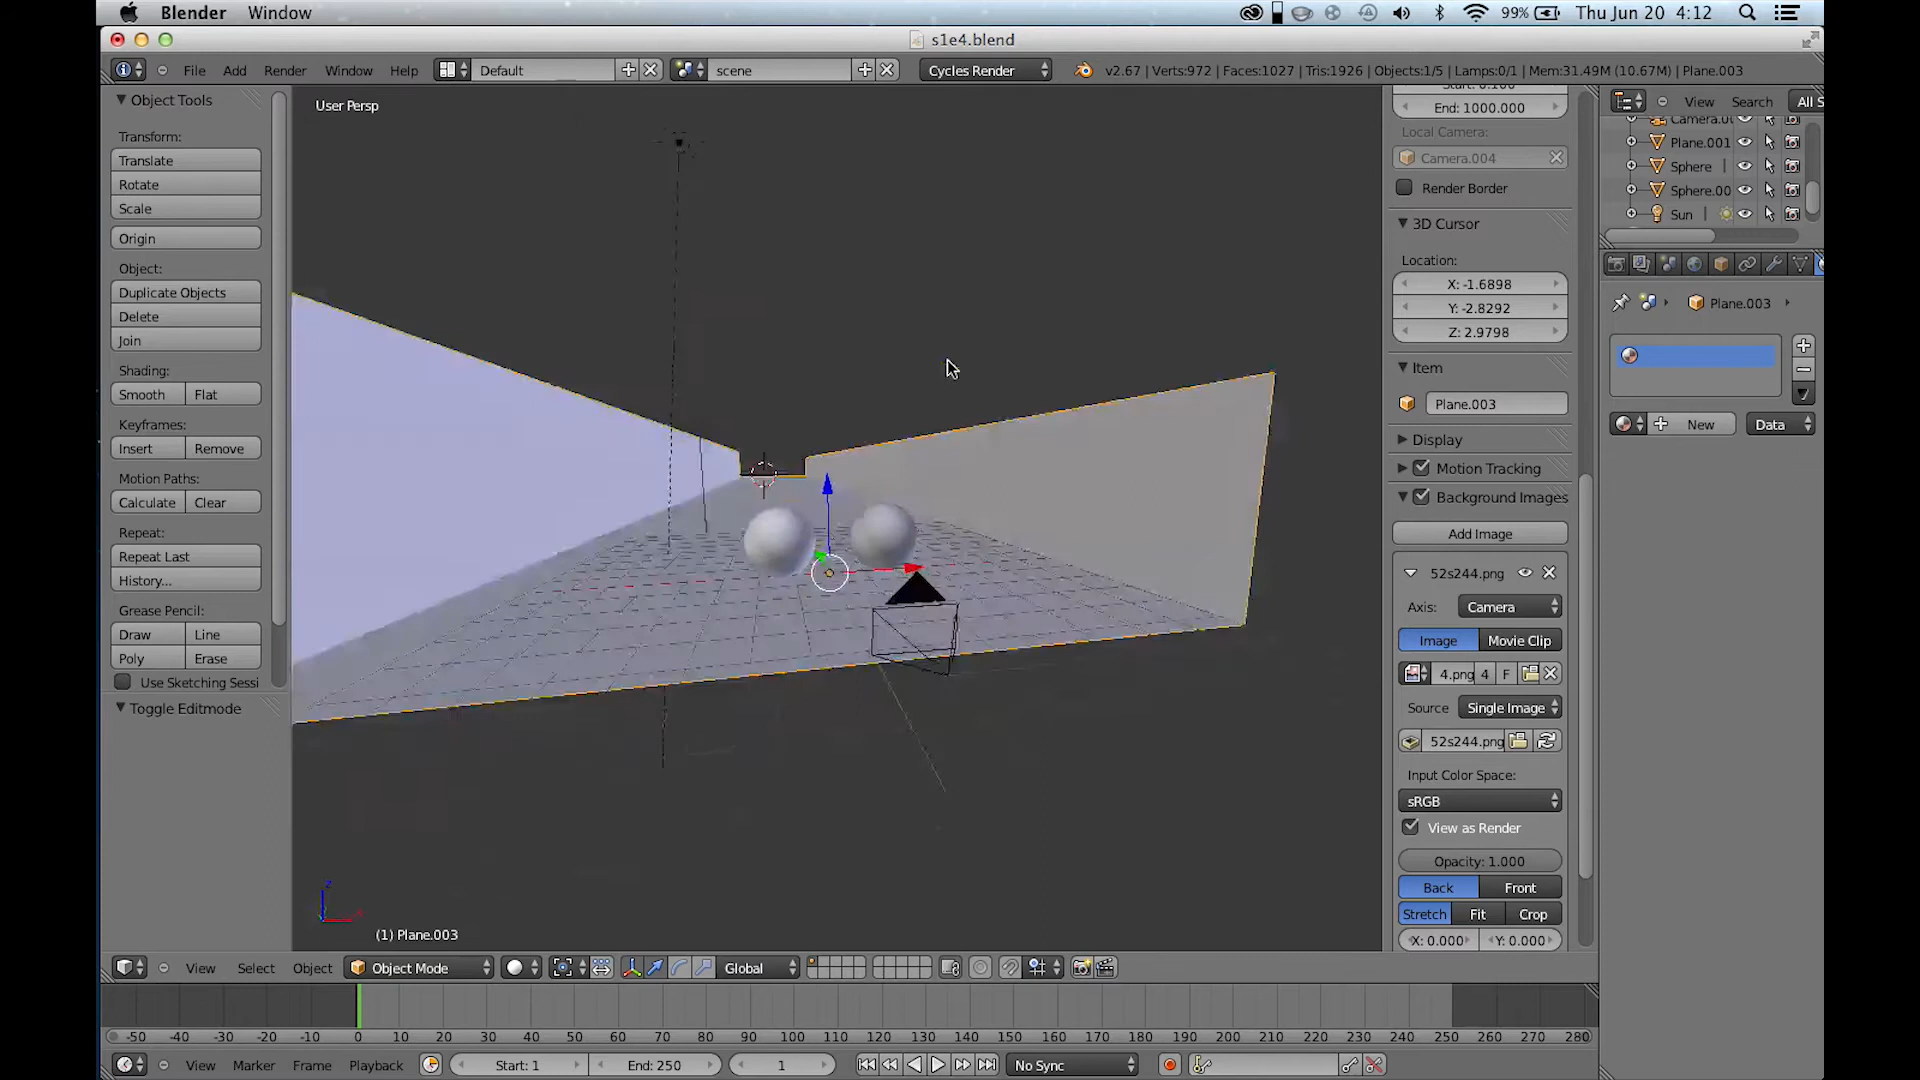 Blender Window 99% Thu Jun 20 4:12
s1e4.blend
File Add Render Window Help Default scene Cycles Render v2.67 | Verts:972 | Faces:1027 | Tris:1926 | Objects:1/5 | Lamps:0/1 | Mem:31.49M (10.67M) | Plane.003
Object Tools
Transform:
Translate
Rotate
Scale
Origin
Object:
Duplicate Objects
Delete
Join
Shading:
Smooth Flat
Keyframes:
Insert Remove
Motion Paths:
Calculate Clear
Repeat:
Repeat Last
History...
Grease Pencil:
Draw Line
Poly Erase
Use Sketching Sessi
Toggle Editmode
User Persp
z
x
(1) Plane.003
Start: 0.100
End: 1000.000
Local Camera:
Camera.004
Render Border
3D Cursor
Location:
X: -1.6898
Y: -2.8292
Z: 2.9798
Item
Plane.003
Display
Motion Tracking
Background Images
Add Image
52s244.png
Axis: Camera
Image Movie Clip
4.png 4 F
Source Single Image
52s244.png
Input Color Space:
sRGB
View as Render
Opacity: 1.000
Back Front
Stretch Fit Crop
X: 0.000 Y: 0.000
View Search All S
Camera.00
Plane.001
Sphere
Sphere.00
Sun
Plane.003
New Data
View Select Object Object Mode Global
-50 -40 -30 -20 -10 0 10 20 30 40 50 60 70 80 90 100 110 120 130 140 150 160 170 180 190 200 210 220 230 240 250 260 270 280
View Marker Frame Playback Start: 1 End: 250 1 No Sync